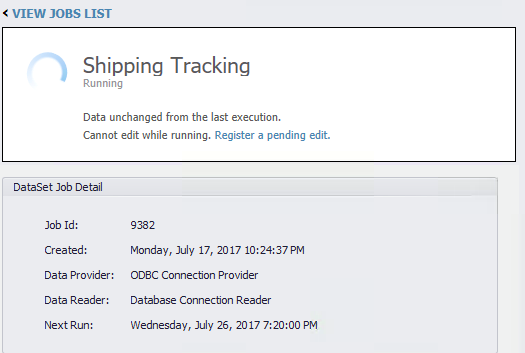 VIEW JOBS LIST
Shipping Tracking
Running
Data unchanged from the last execution.
Cannot edit while running. Register a pending edit.
DataSet Job Detail
Job Id: 9382
Created: Monday, July 17, 2017 10:24:37 PM
Data Provider: ODBC Connection Provider
Data Reader: Database Connection Reader
Next Run: Wednesday, July 26, 2017 7:20:00 PM